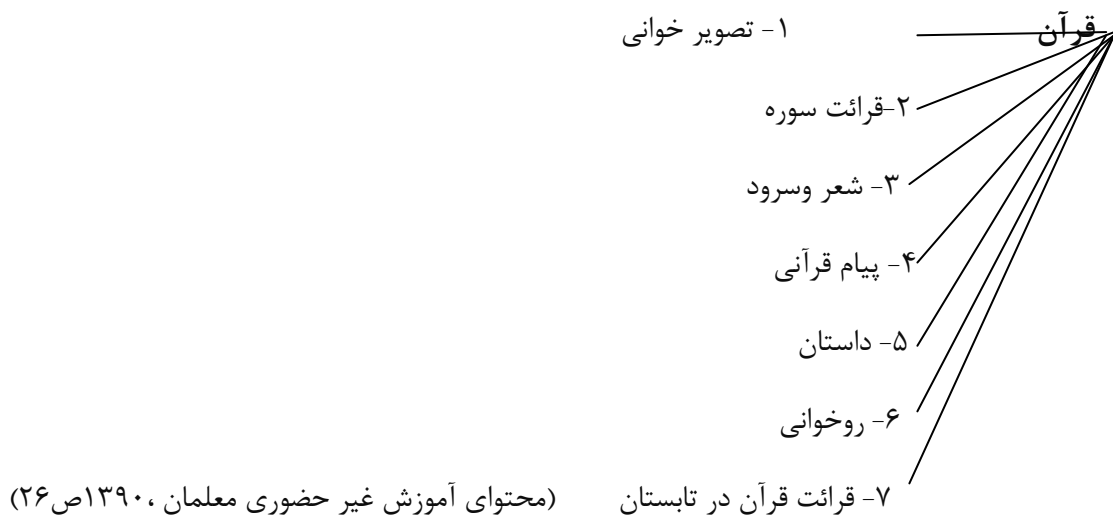 قرآن ۱- تصویر خوانی
۲-قرائت سوره
۳- شعر وسرود
۴- پیام قرآنی
۵- داستان
۶- روخوانی
۷- قرائت قرآن در تابستان (محتوای آموزش غیر حضوری معلمان ،۱۳۹۰ص۲۶)